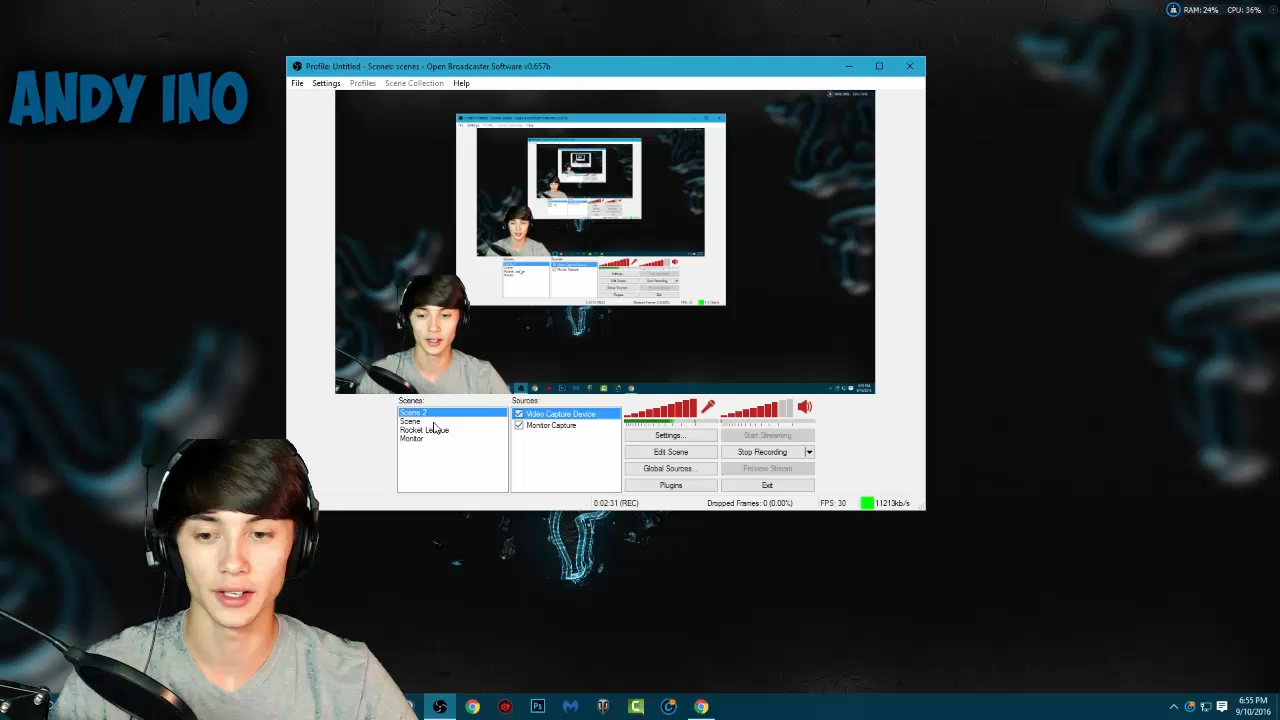 RAM: 24% CPU: 36%
ANDY INO
Profile: Untitled - Scenes: scenes - Open Broadcaster Software v0.657b
File Settings Profiles Scene Collection Help
Scenes:
Scene 2
Scene
Rocket League
Monitor
Sources:
Video Capture Device
Monitor Capture
Settings...
Start Streaming
Edit Scene
Stop Recording
Global Sources...
Preview Stream
Plugins
Exit
0:02:31 (REC)
Dropped Frames: 0 (0.00%)
FPS: 30
11213kb/s
Ps
6:55 PM
9/10/2016